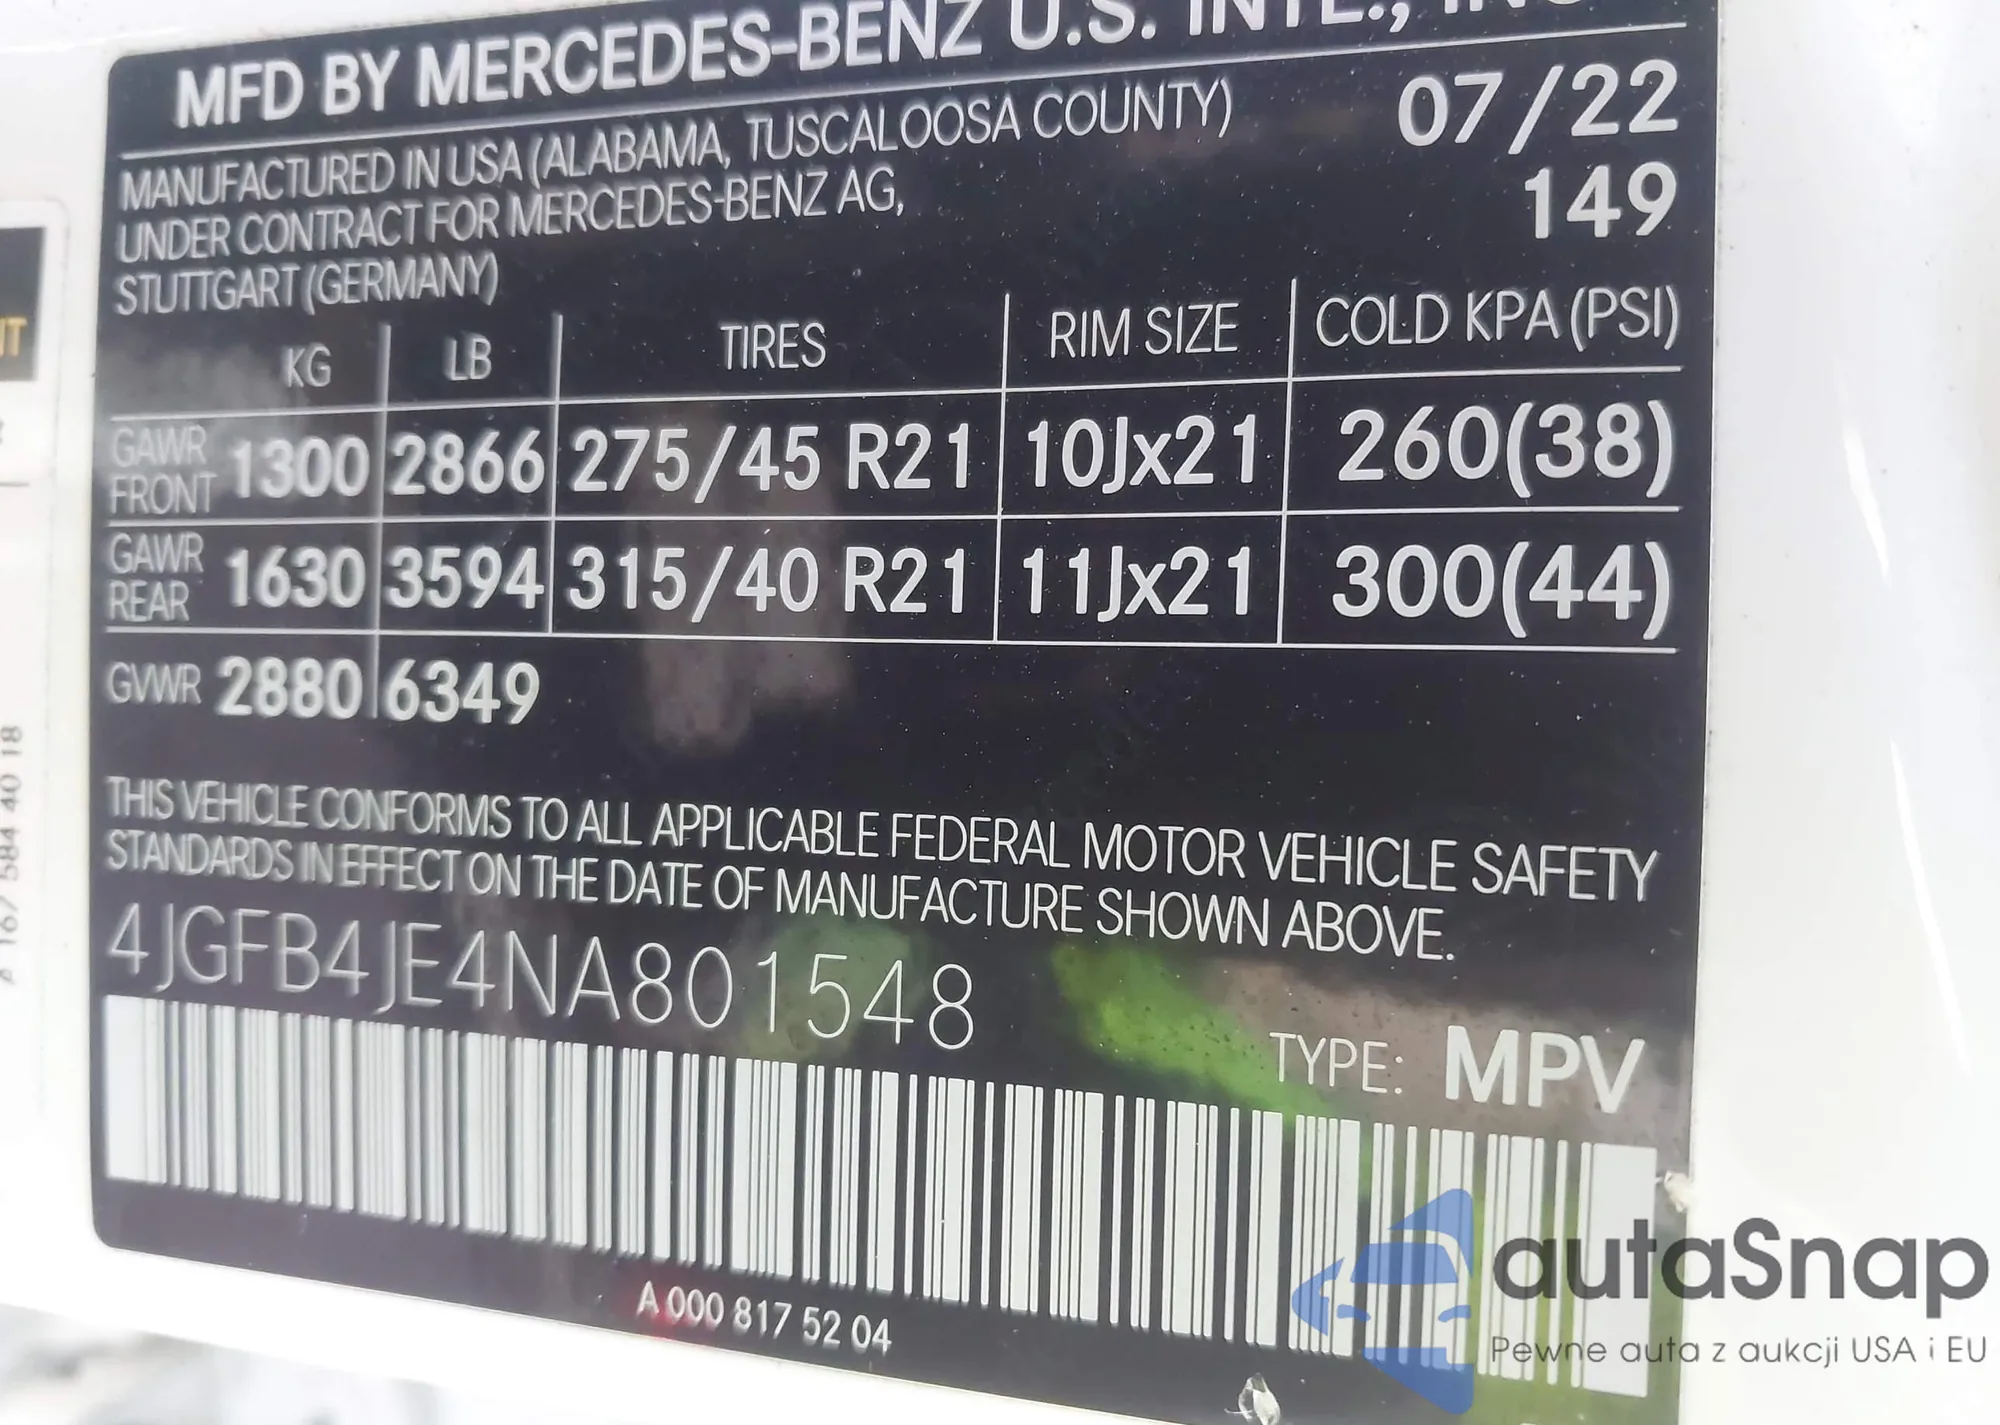 MFD BY MERCEDES-BENZ U.S. INTL., INC
MANUFACTURED IN USA (ALABAMA, TUSCALOOSA COUNTY) 07/22
UNDER CONTRACT FOR MERCEDES-BENZ AG, 149
STUTTGART (GERMANY)
KG LB TIRES RIM SIZE COLD KPA (PSI)
GAWR FRONT 1300 2866 275/45 R21 10Jx21 260(38)
GAWR REAR 1630 3594 315/40 R21 11Jx21 300(44)
GVWR 2880 6349
THIS VEHICLE CONFORMS TO ALL APPLICABLE FEDERAL MOTOR VEHICLE SAFETY
STANDARDS IN EFFECT ON THE DATE OF MANUFACTURE SHOWN ABOVE.
4JGFB4JE4NA801548
TYPE: MPV
A 000 817 52 04
A 167 584 40 18
autaSnap
Pewne auta z aukcji USA i EU